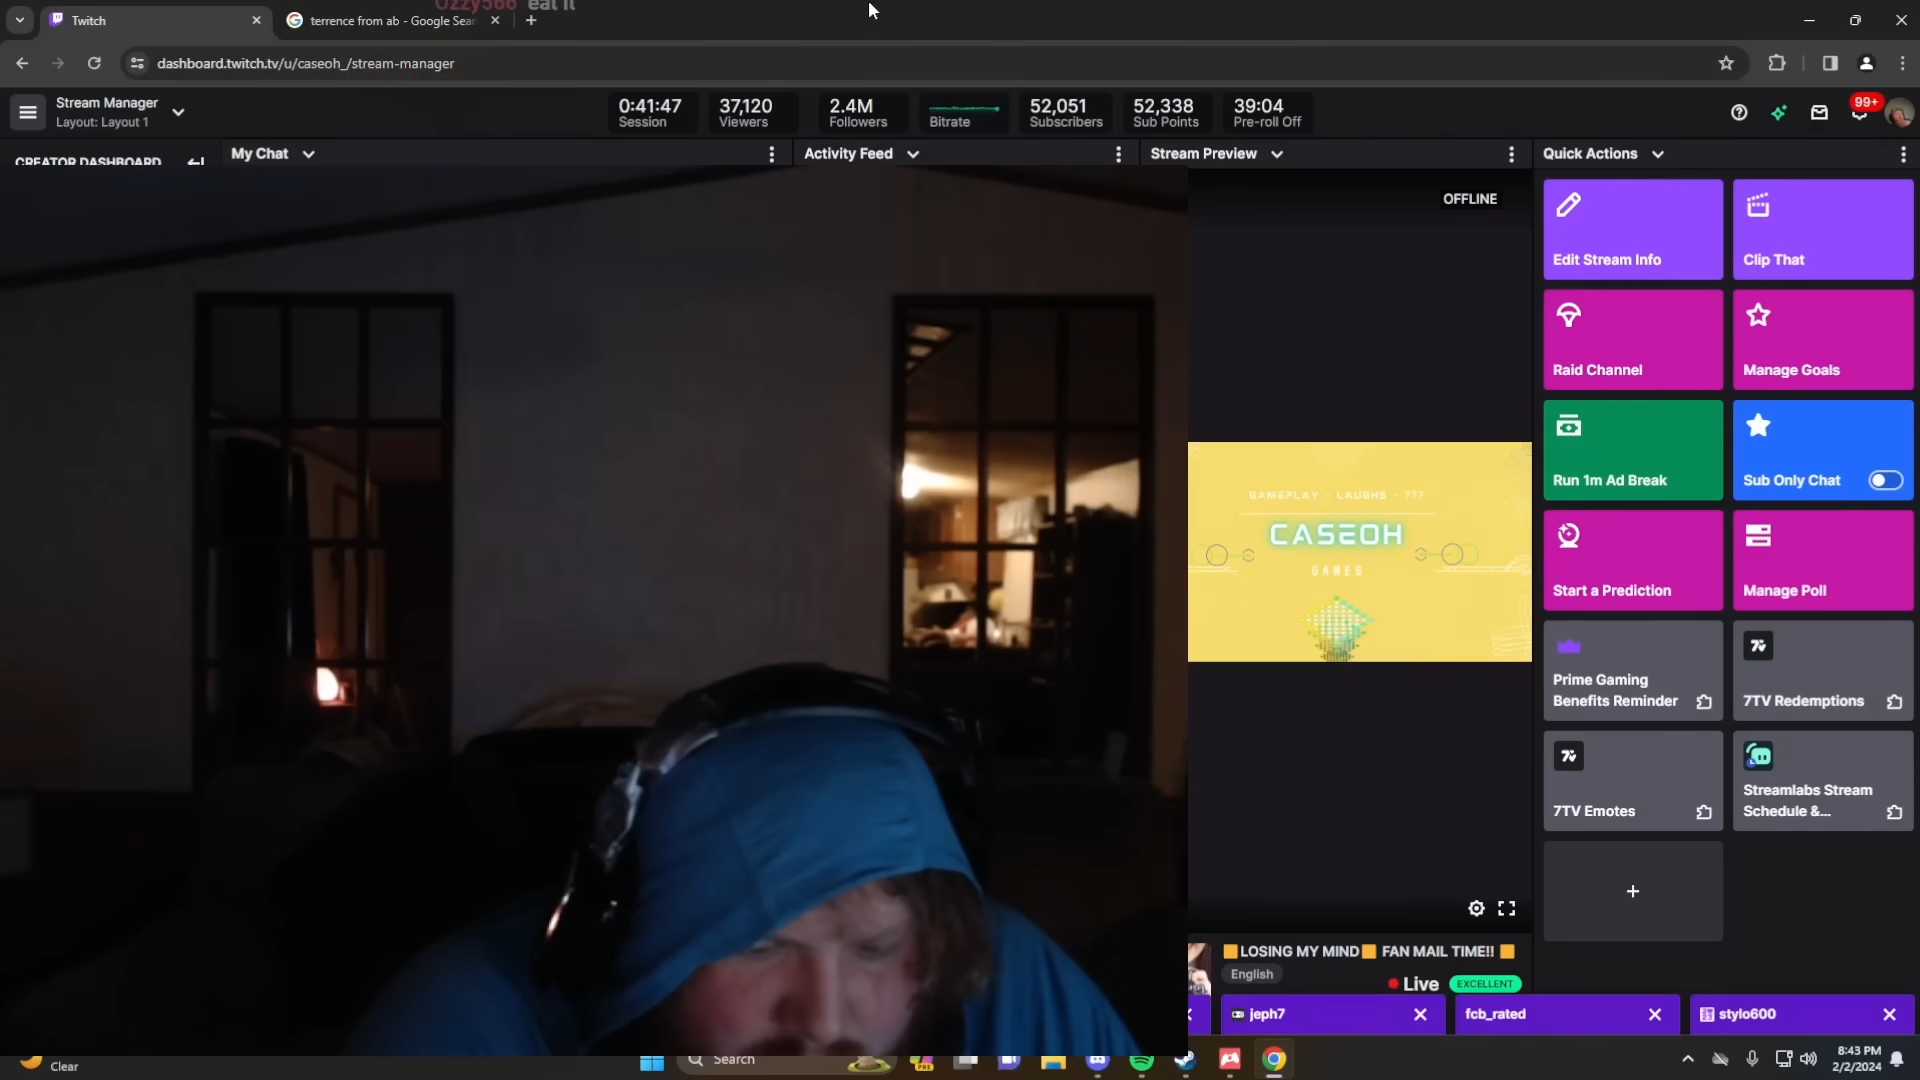 Ozzy566 eat it
Twitch
terrence from ab - Google Sea
dashboard.twitch.tv/u/caseoh_/stream-manager
Stream Manager
Layout: Layout 1
0:41:47
Session
37,120
Viewers
2.4M
Followers
Bitrate
52,051
Subscribers
52,338
Sub Points
39:04
Pre-roll Off
99+
CREATOR DASHBOARD
My Chat
Activity Feed
Stream Preview
Quick Actions
OFFLINE
Edit Stream Info
Clip That
Raid Channel
Manage Goals
Run 1m Ad Break
Sub Only Chat
GAMEPLAY - LAUGHS - ???
CASEOH
GAMES
Start a Prediction
Manage Poll
Prime Gaming
Benefits Reminder
7TV Redemptions
7TV Emotes
Streamlabs Stream
Schedule &...
+
LOSING MY MIND FAN MAIL TIME!!
English
Live
EXCELLENT
jeph7
fcb_rated
stylo600
Clear
Search
PRE
8:43 PM
2/2/2024